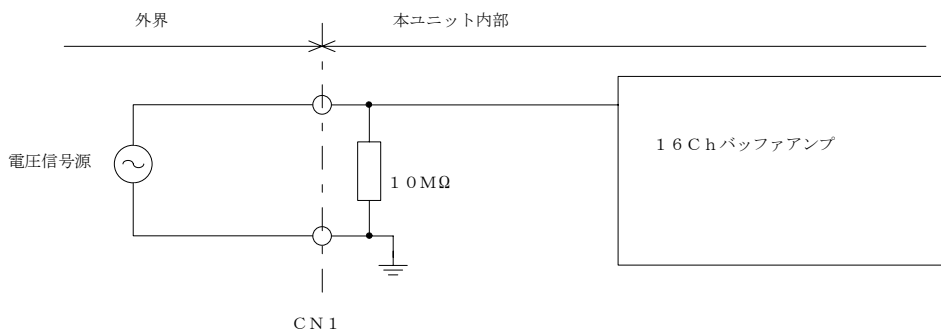 外界
本ユニット内部
電圧信号源
１０ＭΩ
１６Ｃｈバッファアンプ
ＣＮ１